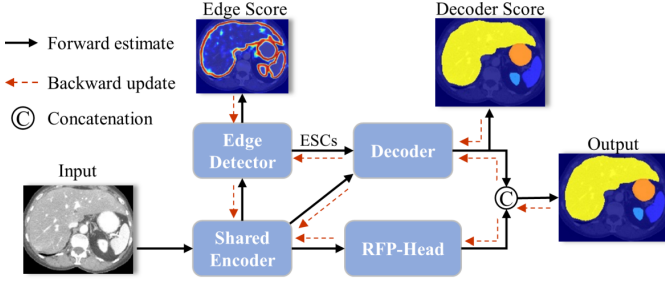 Edge Score
Decoder Score
Forward estimate
Backward update
© Concatenation
Edge
Detector
ESCs
Decoder
Output
Input
Shared
Encoder
RFP-Head
©